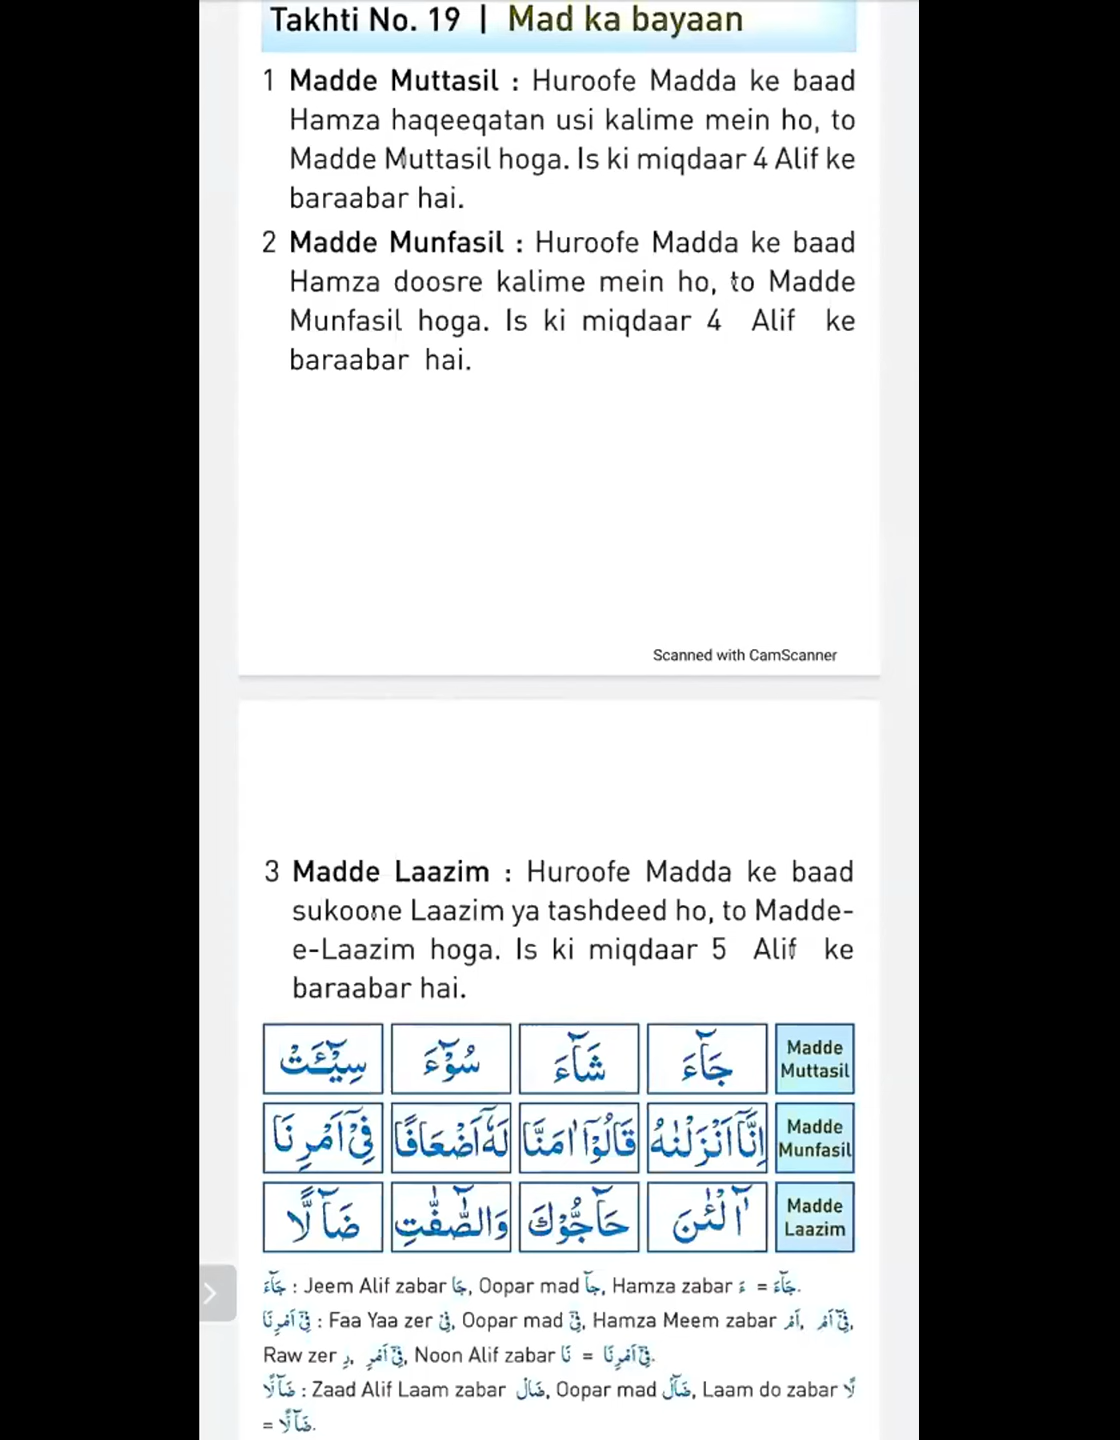 Takhti No. 19 | Mad ka bayaan
1 Madde Muttasil : Huroofe Madda ke baad
Hamza haqeeqatan usi kalime mein ho, to
Madde Muttasil hoga. Is ki miqdaar 4 Alif ke
baraabar hai.
2 Madde Munfasil : Huroofe Madda ke baad
Hamza doosre kalime mein ho, to Madde
Munfasil hoga. Is ki miqdaar 4 Alif ke
baraabar hai.
Scanned with CamScanner
3 Madde Laazim : Huroofe Madda ke baad
sukoone Laazim ya tashdeed ho, to Madde-
e-Laazim hoga. Is ki miqdaar 5 Alif ke
baraabar hai.
Madde Muttasil جَآءَ شَآءَ سُوْٓءَ سِيْٓـَٔتْ
Madde Munfasil اِنَّآ اَنْزَلْنٰهُ قَالُوْٓا اٰمَنَّا لَهٗٓ اَضْعَافًا فِيْٓ اَمْرِنَا
Madde Laazim آٰلْـٰٔنَ حَآجُّوْكَ وَالصّٰٓفّٰتِ ضَآلًّا
جَآءَ : Jeem Alif zabar جَا, Oopar mad جَآ, Hamza zabar ءَ = جَآءَ.
فِيْٓ اَمْرِنَا : Faa Yaa zer فِيْ, Oopar mad فِيْٓ, Hamza Meem zabar اَمْ, فِيْٓ اَمْ,
Raw zer رِ, فِيْٓ اَمْرِ, Noon Alif zabar نَا = فِيْٓ اَمْرِنَا.
ضَآلًّا : Zaad Alif Laam zabar ضَالْ, Oopar mad ضَآلْ, Laam do zabar لًا
= ضَآلًّا.